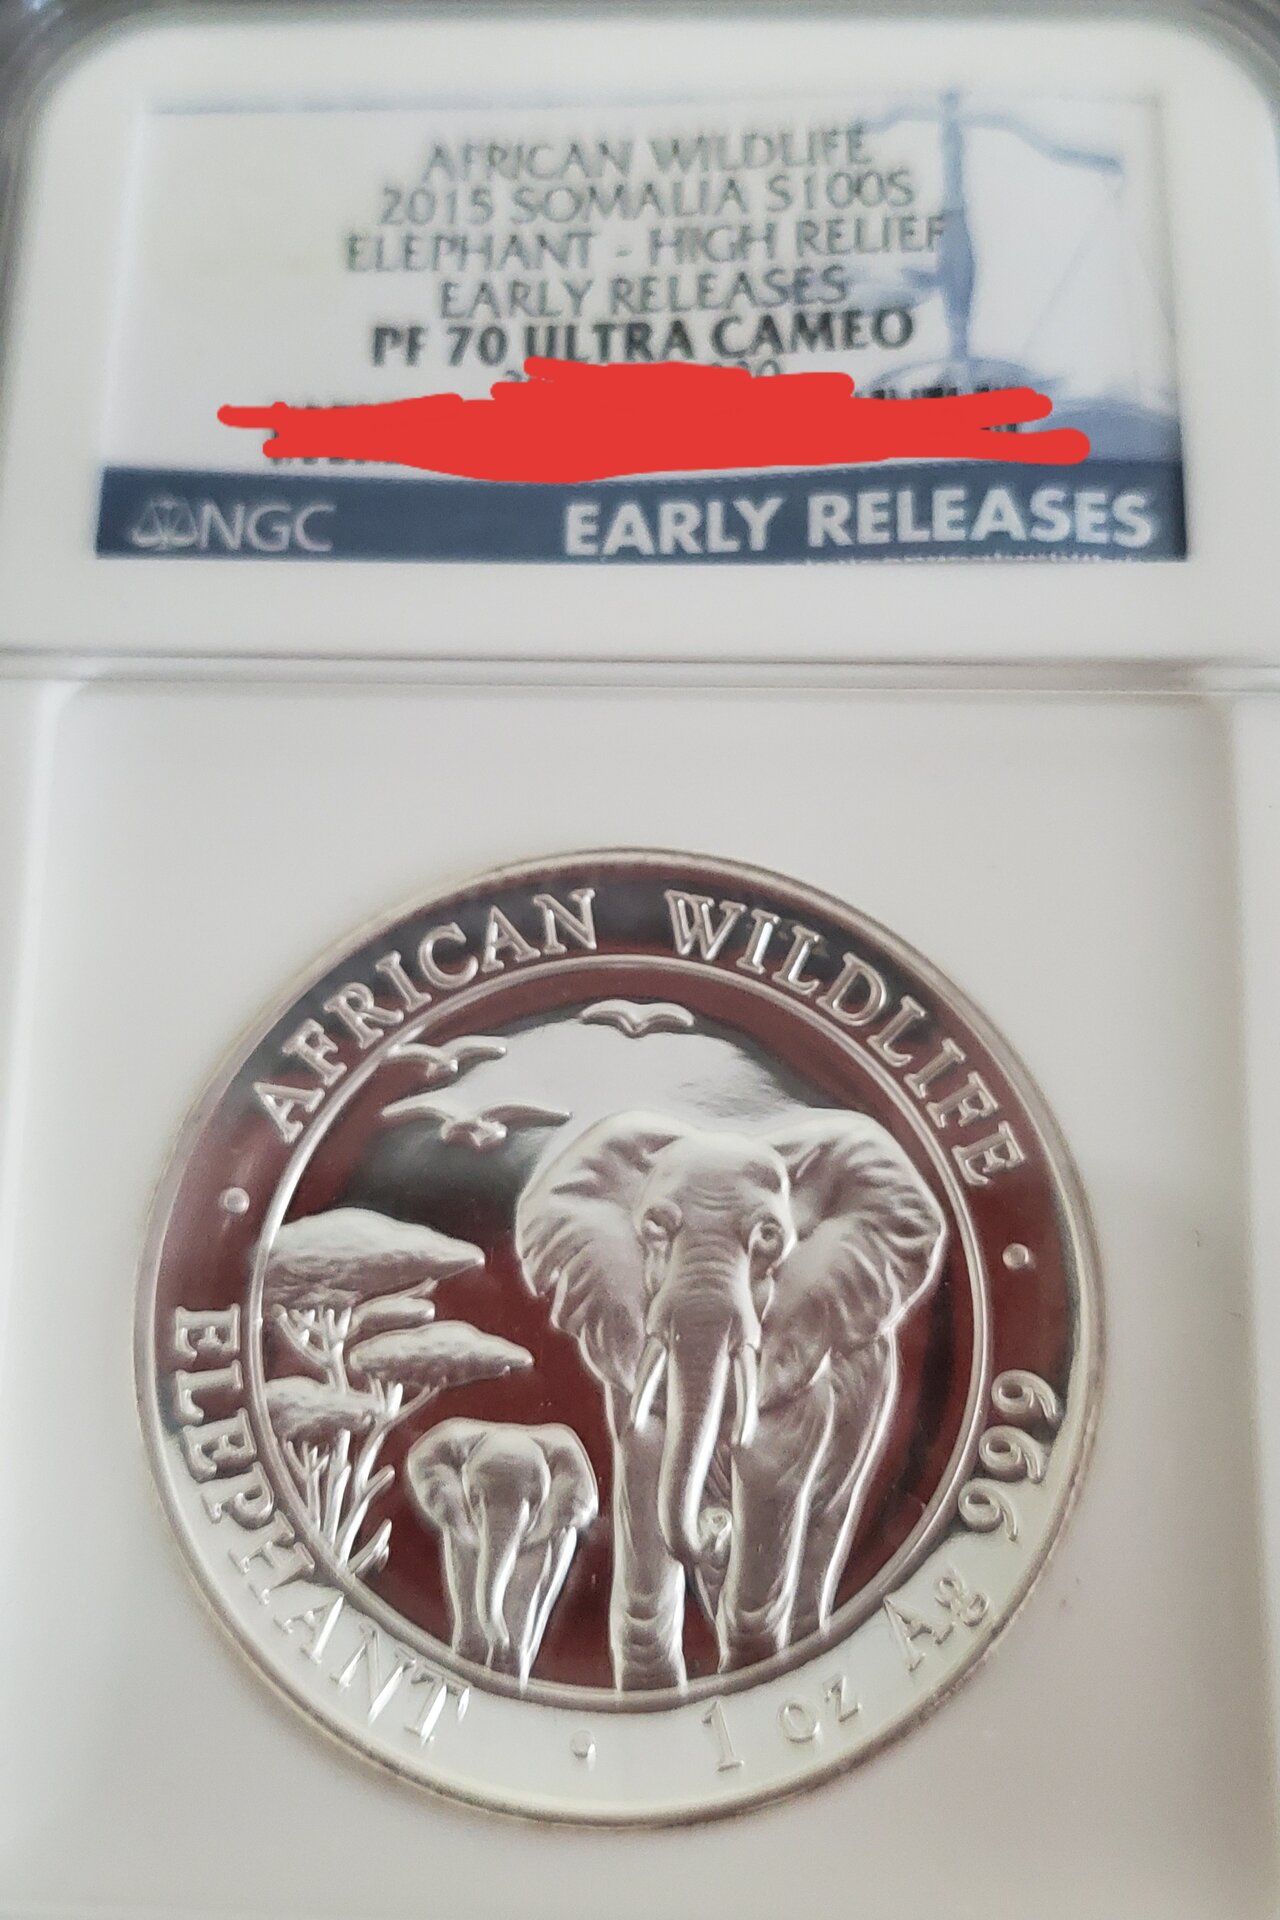 AFRICAN WILDLIFE
2015 SOMALIA S100S
ELEPHANT - HIGH RELIEF
EARLY RELEASES
PF 70 ULTRA CAMEO
NGC
EARLY RELEASES
AFRICAN WILDLIFE
ELEPHANT • 1 oz Ag 999